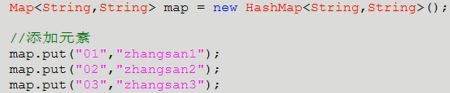 Map<String,String> map = new HashMap<String,String>();
//添加元素
map.put("01","zhangsan1");
map.put("02","zhangsan2");
map.put("03","zhangsan3");